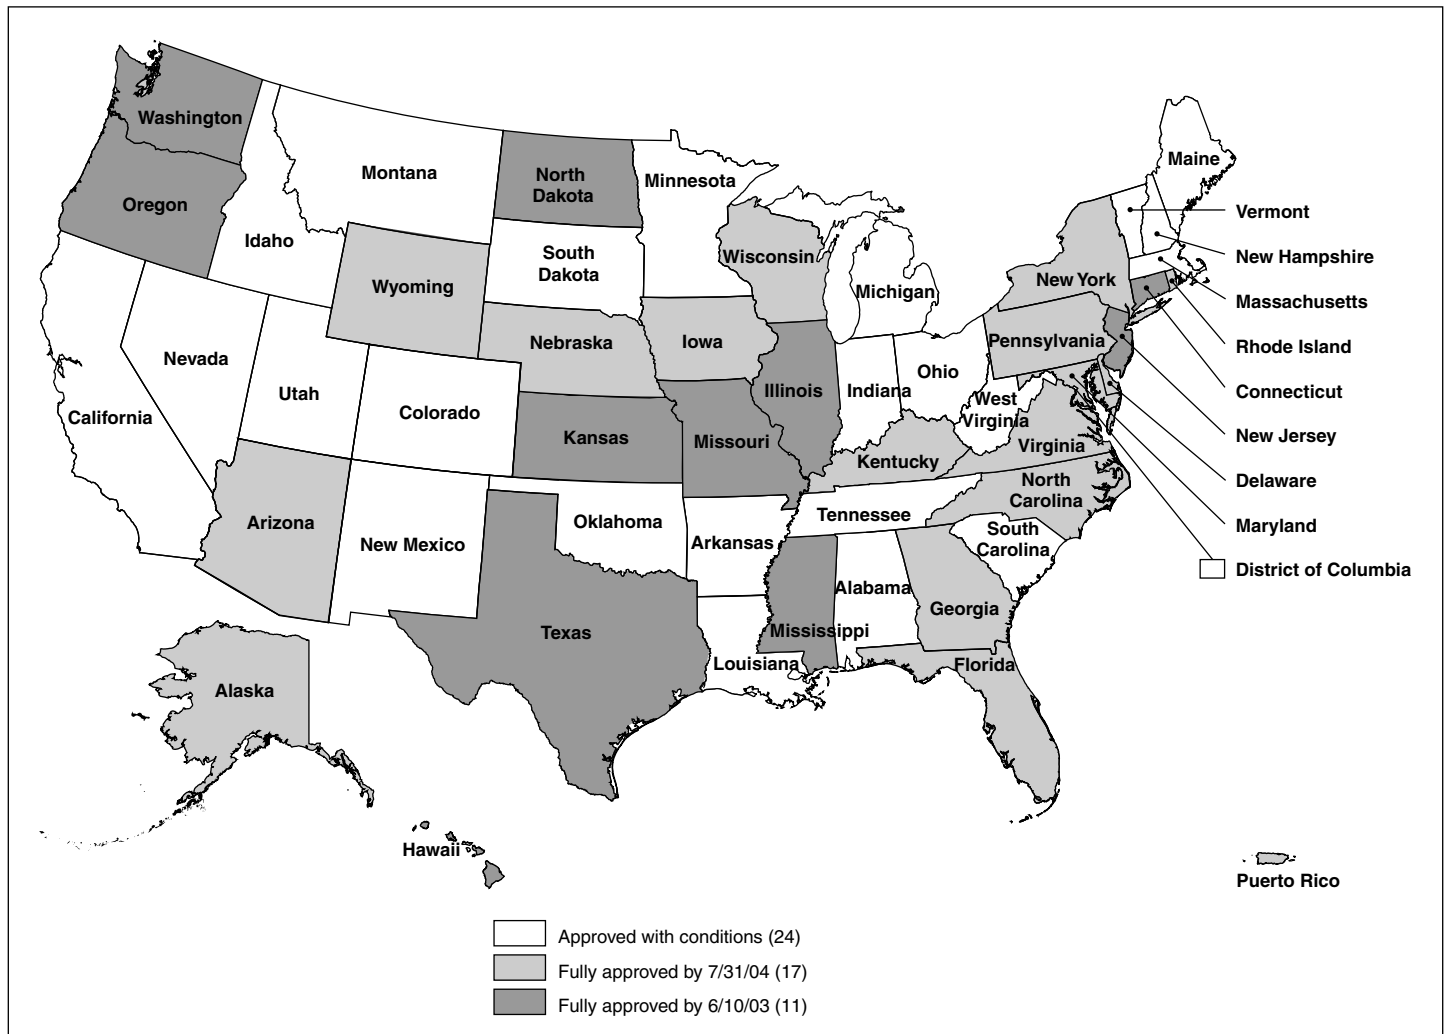 Washington
Oregon
California
Nevada
Idaho
Montana
Wyoming
Utah
Arizona
Colorado
New Mexico
North
Dakota
South
Dakota
Nebraska
Kansas
Oklahoma
Texas
Minnesota
Iowa
Missouri
Arkansas
Louisiana
Wisconsin
Illinois
Michigan
Indiana
Ohio
Kentucky
Tennessee
Mississippi
Alabama
Georgia
Florida
South
Carolina
North
Carolina
Virginia
West
Virginia
Pennsylvania
New York
Maine
Vermont
New Hampshire
Massachusetts
Rhode Island
Connecticut
New Jersey
Delaware
Maryland
District of Columbia
Alaska
Hawaii
Puerto Rico
Approved with conditions (24)
Fully approved by 7/31/04 (17)
Fully approved by 6/10/03 (11)